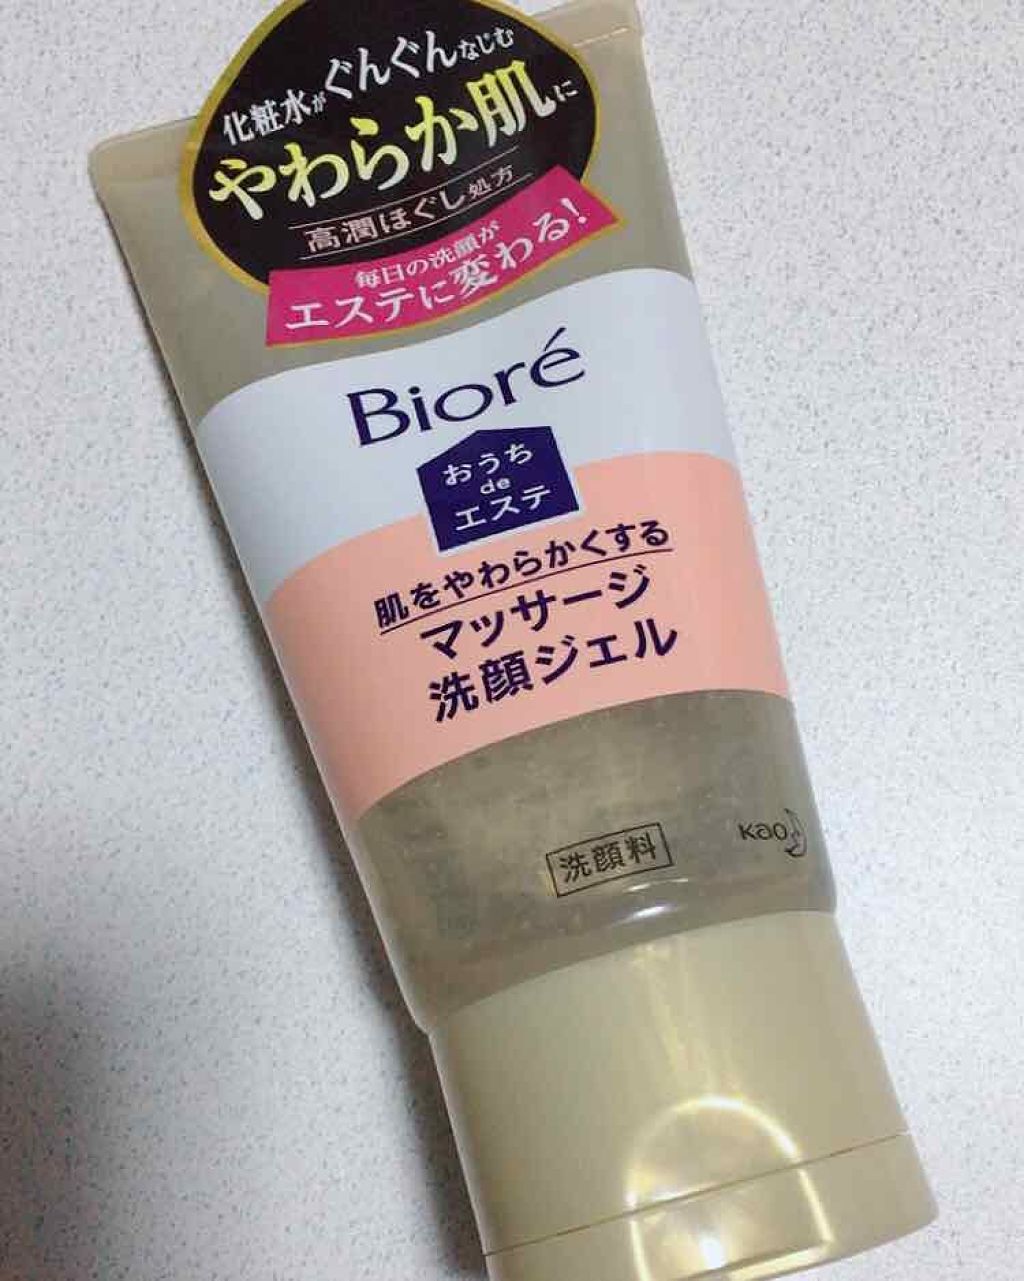 化粧水がぐんぐんなじむ
やわらか肌に
高潤ほぐし処方
毎日の洗顔が
エステに変わる!
Bioré
おうち
de
エステ
肌をやわらかくする
マッサージ
洗顔ジェル
洗顔料
Kao